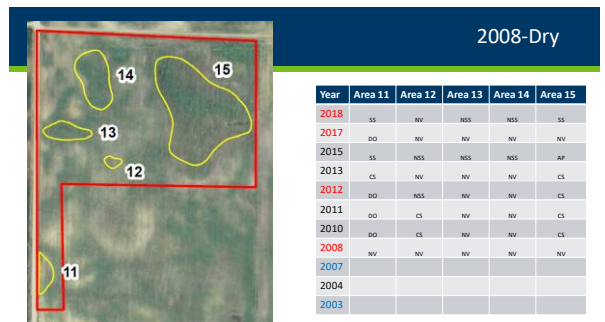 2008-Dry
14
15
13
12
11
Year Area 11 Area 12 Area 13 Area 14 Area 15
2018 SS NV NSS NSS SS
2017 DO NV NV NV NV
2015 SS NSS NSS NSS AP
2013 CS NV NV NV CS
2012 DO NSS NV NV CS
2011 DO CS NV NV CS
2010 DO CS NV NV CS
2008 NV NV NV NV NV
2007
2004
2003